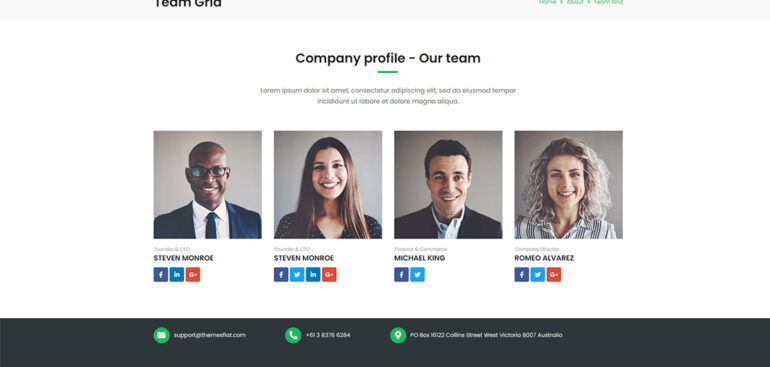 Team Grid
Home > About > Team Grid
Company profile - Our team
Lorem ipsum dolor sit amet, consectetur adipiscing elit, sed do eiusmod tempor
incididunt ut labore et dolore magna aliqua.
Founder & CEO
STEVEN MONROE
f in G+
Founder & CEO
STEVEN MONROE
f in G+
Finance & Commerce
MICHAEL KING
f
Company Director
ROMEO ALVAREZ
f G+
support@themesflat.com
+61 3 8376 6284
PO Box 16122 Collins Street West Victoria 8007 Australia